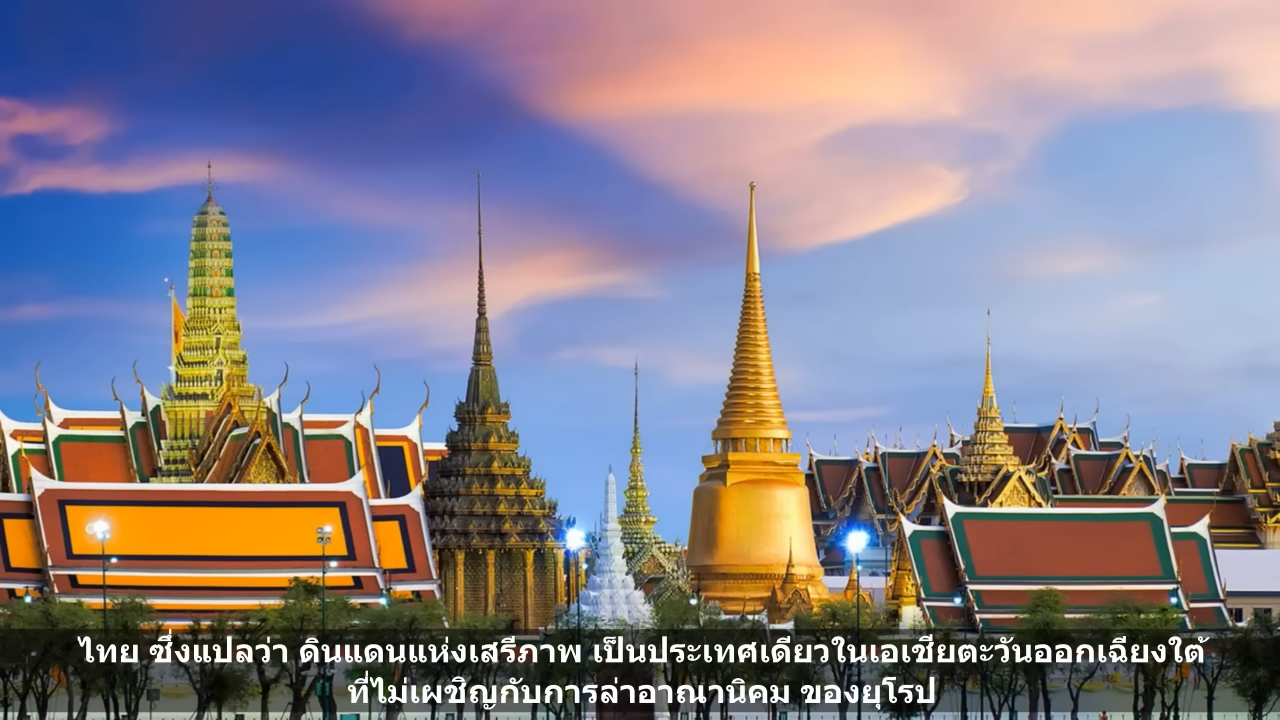 ไทย ซึ่งแปลว่า ดินแดนแห่งเสรีภาพ เป็นประเทศเดียวในเอเชียตะวันออกเฉียงใต้
ที่ไม่เผชิญกับการล่าอาณานิคม ของยุโรป